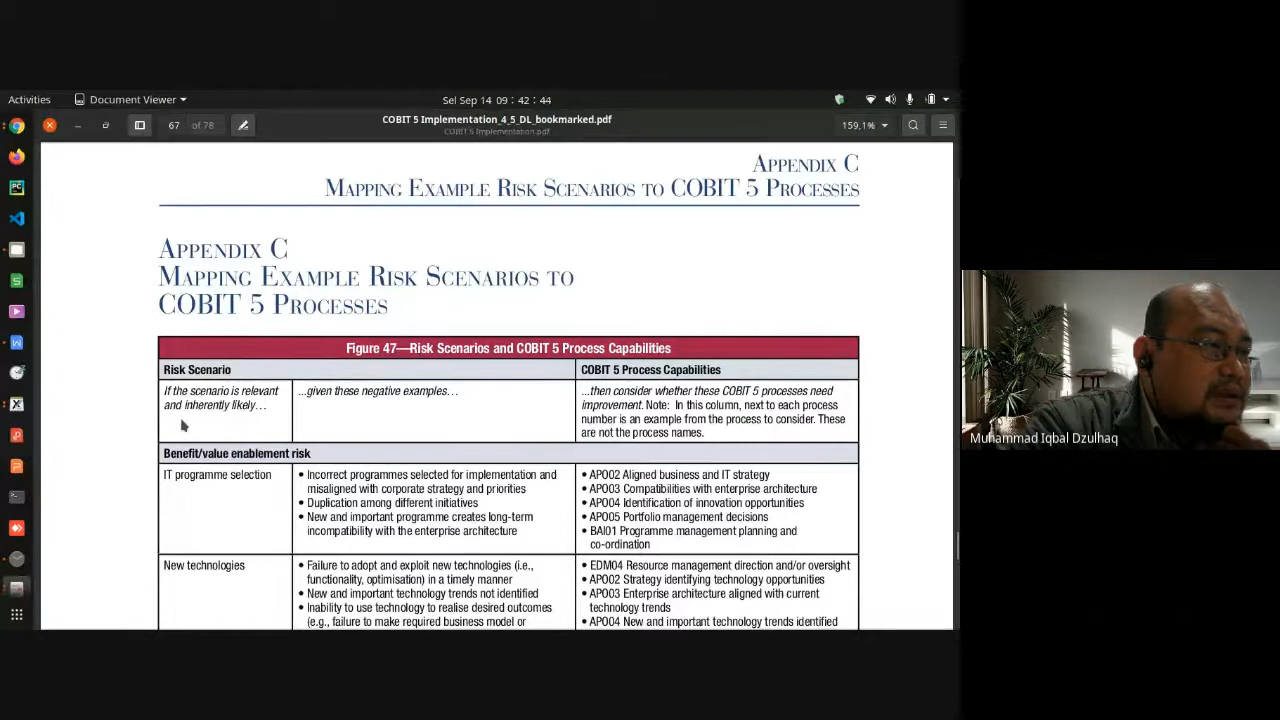 Activities
Document Viewer
Sel Sep 14 09:42:44
67 of 78
COBIT 5 Implementation_4_5_DL_bookmarked.pdf
COBIT 5 Implementation.pdf
159,1%
Appendix C
Mapping Example Risk Scenarios to COBIT 5 Processes
Appendix C
Mapping Example Risk Scenarios to
COBIT 5 Processes
Figure 47—Risk Scenarios and COBIT 5 Process Capabilities
Risk Scenario
COBIT 5 Process Capabilities
If the scenario is relevant
and inherently likely…
…given these negative examples…
…then consider whether these COBIT 5 processes need
improvement. Note: In this column, next to each process
number is an example from the process to consider. These
are not the process names.
Benefit/value enablement risk
IT programme selection
• Incorrect programmes selected for implementation and
misaligned with corporate strategy and priorities
• Duplication among different initiatives
• New and important programme creates long-term
incompatibility with the enterprise architecture
• APO02 Aligned business and IT strategy
• APO03 Compatibilities with enterprise architecture
• APO04 Identification of innovation opportunities
• APO05 Portfolio management decisions
• BAI01 Programme management planning and
co-ordination
New technologies
• Failure to adopt and exploit new technologies (i.e.,
functionality, optimisation) in a timely manner
• New and important technology trends not identified
• Inability to use technology to realise desired outcomes
(e.g., failure to make required business model or
• EDM04 Resource management direction and/or oversight
• APO02 Strategy identifying technology opportunities
• APO03 Enterprise architecture aligned with current
technology trends
• APO04 New and important technology trends identified
Muhammad Iqbal Dzulhaq